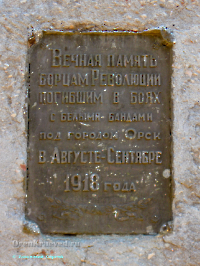 Вечная память
борцам Революции
погибшим в боях
с белыми бандами
под городом Орск
в Августе-Сентябре
1918 года